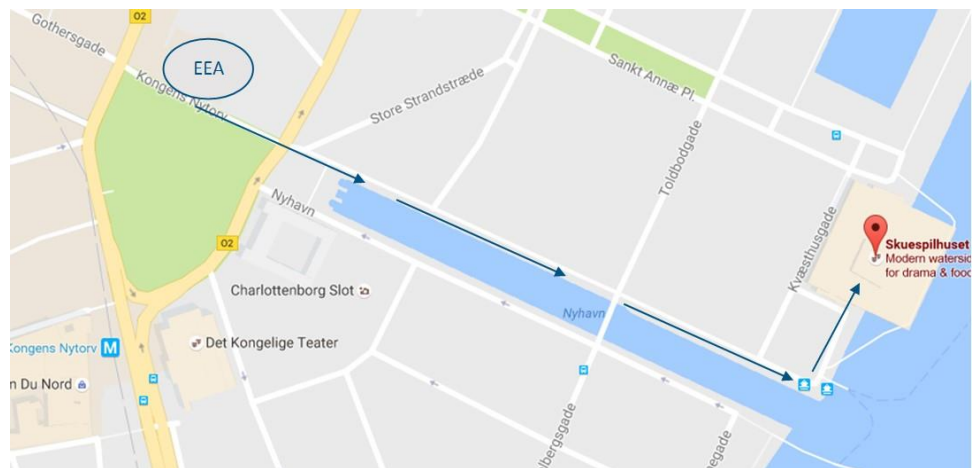 O2
Gothersgade
EEA
Kongens Nytorv
Store Strandstræde
Sankt Annæ Pl.
Toldbodgade
Nyhavn
O2
Kvæsthusgade
Skuespilhuset
Modern watersid
for drama & food
Charlottenborg Slot
Nyhavn
Det Kongelige Teater
Kongens Nytorv M
n Du Nord
lbergsgade
negade